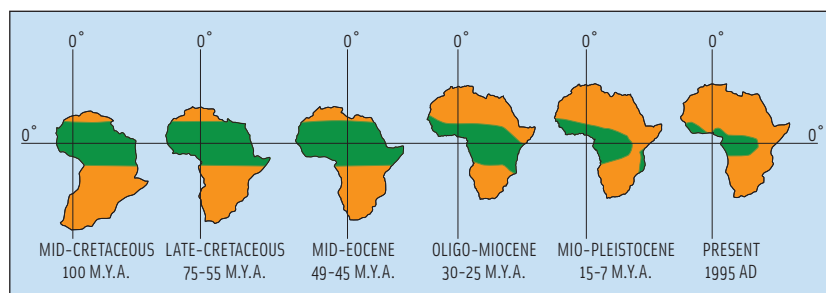 0° 0° 0° 0° 0° 0°
0° 0°
MID-CRETACEOUS LATE-CRETACEOUS MID-EOCENE OLIGO-MIOCENE MIO-PLEISTOCENE PRESENT
100 M.Y.A. 75-55 M.Y.A. 49-45 M.Y.A. 30-25 M.Y.A. 15-7 M.Y.A. 1995 AD